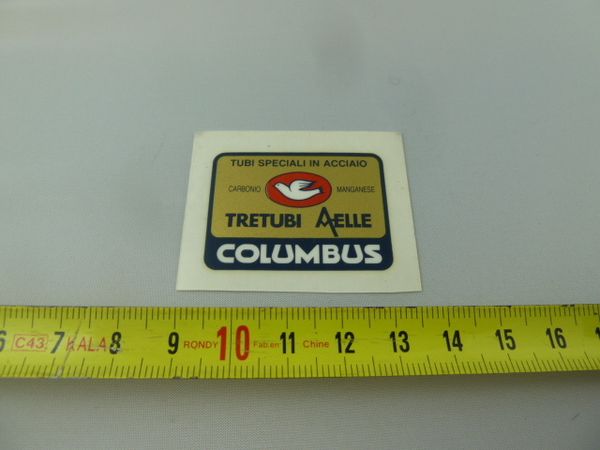 TUBI SPECIALI IN ACCIAIO
CARBONIO MANGANESE
TRETUBI AELLE
COLUMBUS
6 C43 7 KALA 8 9 RONDY 10 Fab.en 11 Chine 12 13 14 15 16